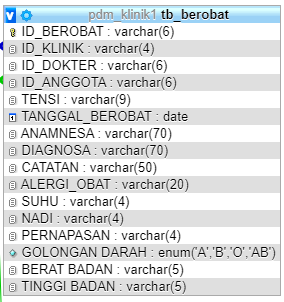 pdm_klinik1 tb_berobat
ID_BEROBAT : varchar(6)
ID_KLINIK : varchar(4)
ID_DOKTER : varchar(6)
ID_ANGGOTA : varchar(6)
TENSI : varchar(9)
TANGGAL_BEROBAT : date
ANAMNESA : varchar(70)
DIAGNOSA : varchar(70)
CATATAN : varchar(50)
ALERGI_OBAT : varchar(20)
SUHU : varchar(4)
NADI : varchar(4)
PERNAPASAN : varchar(4)
GOLONGAN DARAH : enum('A','B','O','AB')
BERAT BADAN : varchar(5)
TINGGI BADAN : varchar(5)